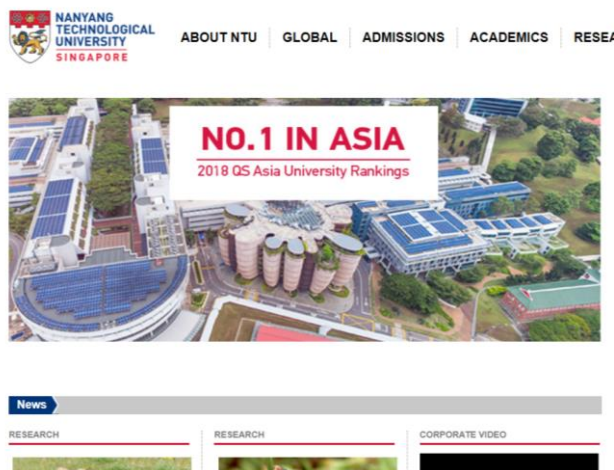 NANYANG
TECHNOLOGICAL
UNIVERSITY
SINGAPORE
ABOUT NTU GLOBAL ADMISSIONS ACADEMICS
NO.1 IN ASIA
2018 QS Asia University Rankings
News
RESEARCH RESEARCH CORPORATE VIDEO